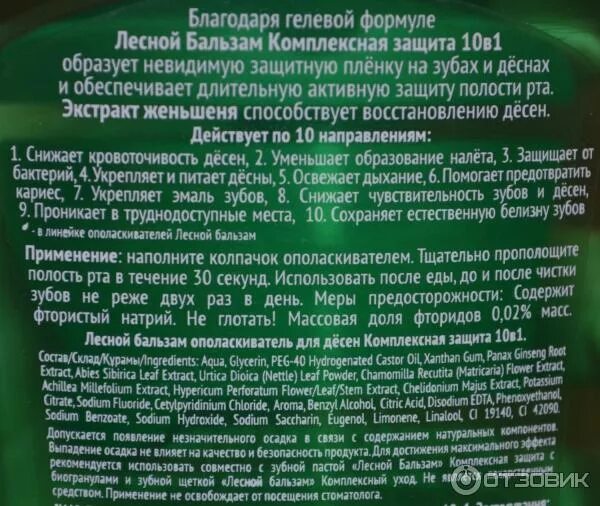 Благодаря гелевой формуле
Лесной Бальзам Комплексная защита 10в1
образует невидимую защитную плёнку на зубах и дёснах
и обеспечивает длительную активную защиту полости рта.
Экстракт женьшеня способствует восстановлению дёсен.
Действует по 10 направлениям:
1. Снижает кровоточивость дёсен, 2. Уменьшает образование налёта, 3. Защищает от
бактерий, 4. Укрепляет и питает дёсны, 5. Освежает дыхание, 6. Помогает предотвратить
кариес, 7. Укрепляет эмаль зубов, 8. Снижает чувствительность зубов и дёсен,
9. Проникает в труднодоступные места, 10. Сохраняет естественную белизну зубов
- в линейке ополаскивателей Лесной бальзам
Применение: наполните колпачок ополаскивателем. Тщательно прополощите
полость рта в течение 30 секунд. Использовать после еды, до и после чистки
зубов не реже двух раз в день. Меры предосторожности: Содержит
фтористый натрий. Не глотать! Массовая доля фторидов 0,02% масс.
Лесной бальзам ополаскиватель для дёсен Комплексная защита 10в1.
Состав/Склад/Курамы/Ingredients: Aqua, Glycerin, PEG-40 Hydrogenated Castor Oil, Xanthan Gum, Panax Ginseng Root
Extract, Abies Sibirica Leaf Extract, Urtica Dioica (Nettle) Leaf Powder, Chamomilla Recutita (Matricaria) Flower Extract,
Achillea Millefolium Extract, Hypericum Perforatum Flower/Leaf/Stem Extract, Chelidonium Majus Extract, Potassium
Citrate, Sodium Fluoride, Cetylpyridinium Chloride, Aroma, Benzyl Alcohol, Citric Acid, Disodium EDTA, Phenoxyethanol,
Sodium Benzoate, Sodium Hydroxide, Sodium Saccharin, Eugenol, Limonene, Linalool, CI 19140, CI 42090.
Допускается появление незначительного осадка в связи с содержанием натуральных компонентов.
Выпадение осадка не влияет на качество и безопасность продукта. Для достижения максимального эффекта
рекомендуется использовать совместно с зубной пастой «Лесной Бальзам» Комплексная защита с
биогранулами и зубной щеткой «Лесной бальзам» Комплексный уход. Не является лекарственным
средством. Применение не освобождает от посещения стоматолога.
ОТЗОВИК